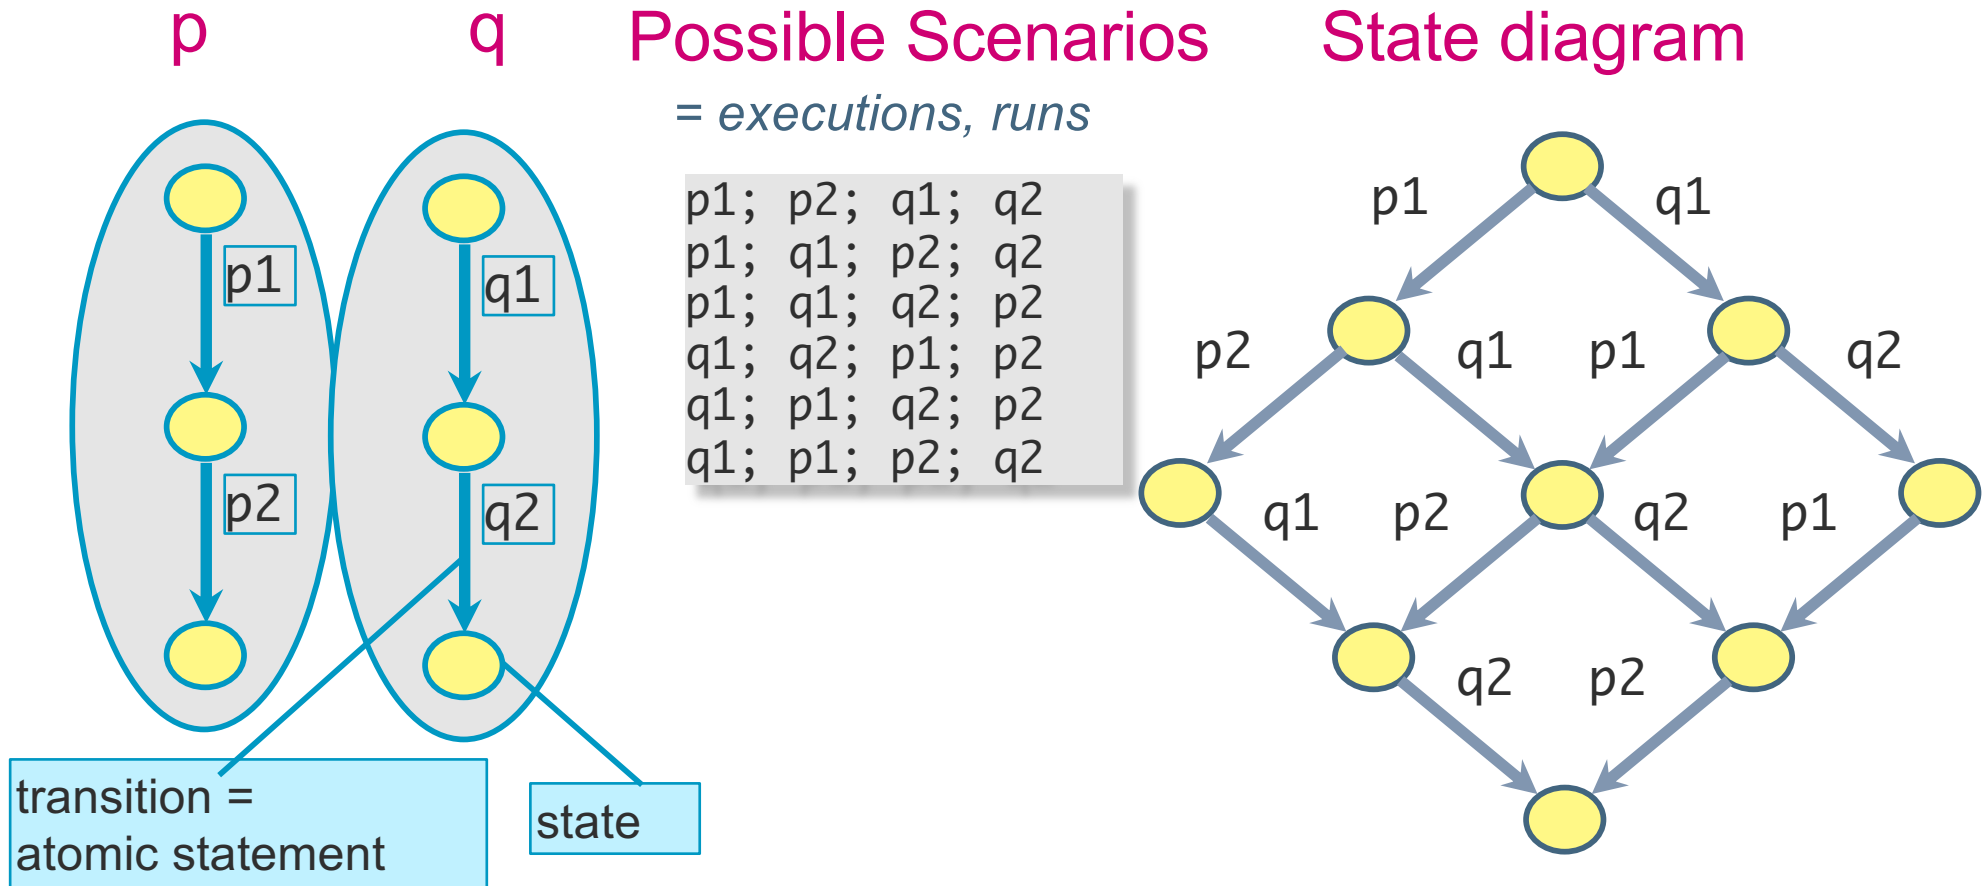 p q Possible Scenarios State diagram
= executions, runs
p1; p2; q1; q2
p1; q1; p2; q2
p1; q1; q2; p2
q1; q2; p1; p2
q1; p1; q2; p2
q1; p1; p2; q2
p1
q1
p2
q2
transition =
atomic statement
state
p1 q1
p2 q1 p1 q2
q1 p2 q2 p1
q2 p2